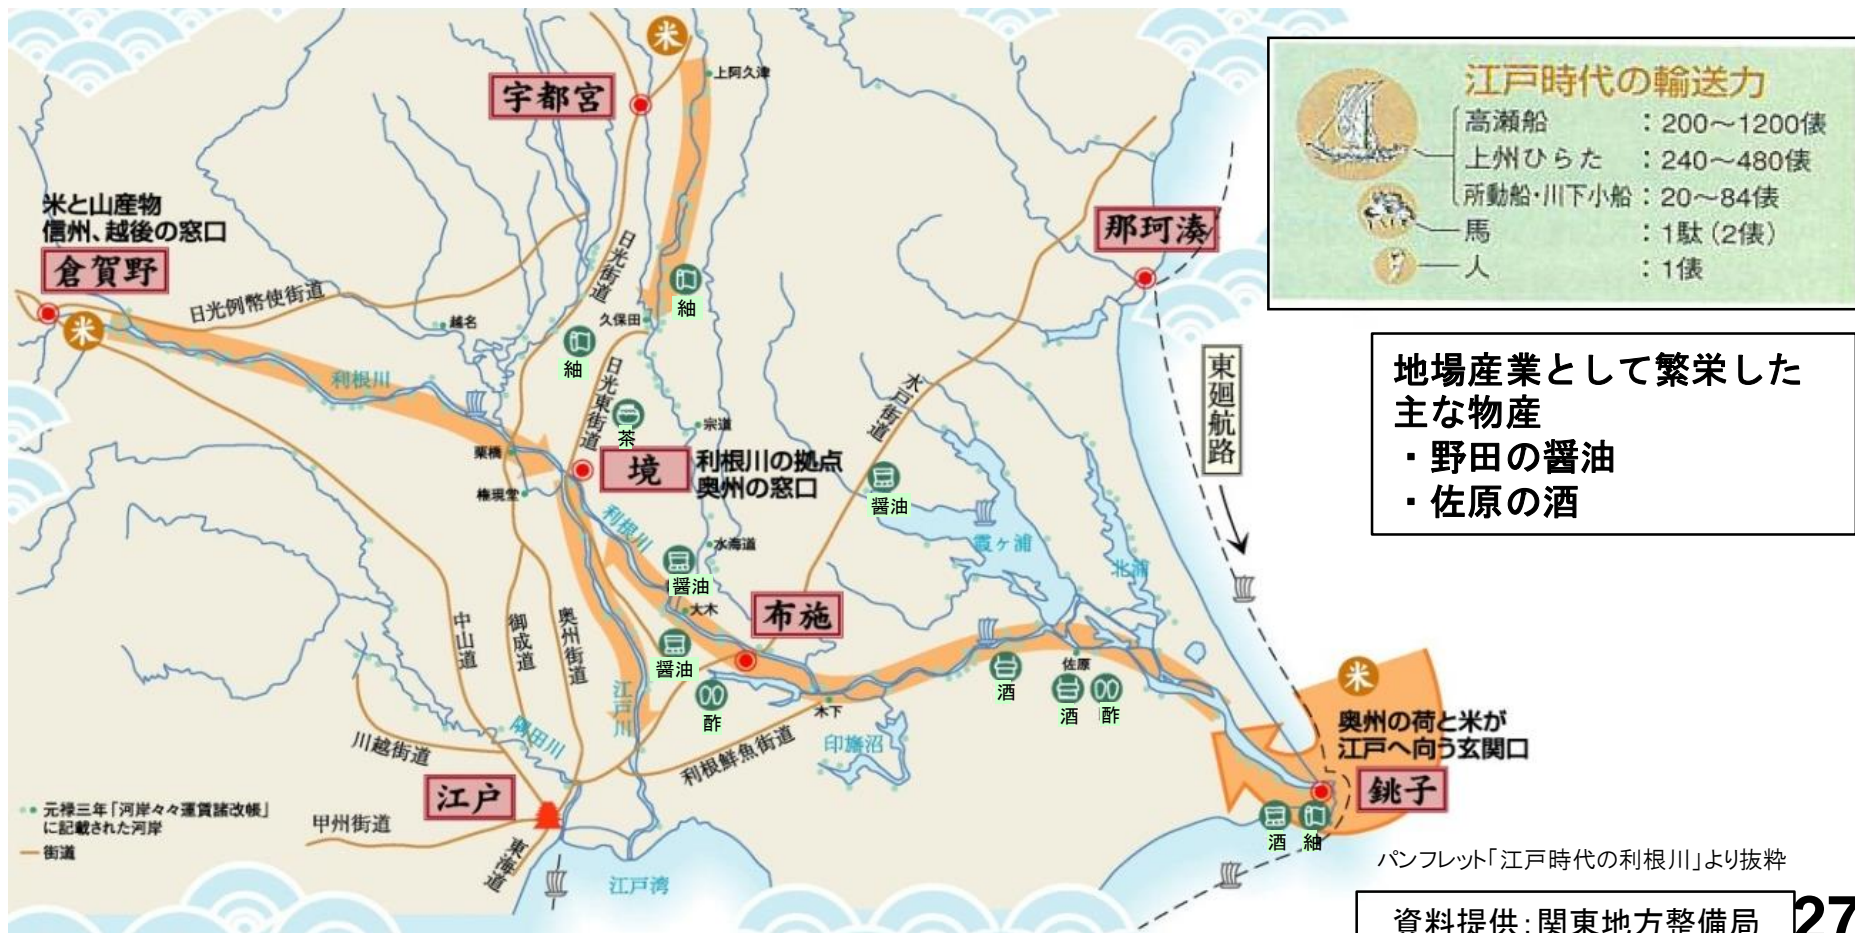 米
上阿久津
宇都宮
米と山産物
信州、越後の窓口
倉賀野
日光例幣使街道
米
越名
日光街道
久保田
紬
紬
日光東街道
茶
利根川
栗橋
権現堂
境
利根川の拠点
奥州の窓口
宗道
利根川
水海道
醤油
大木
醤油
酢
布施
水戸街道
醤油
霞ヶ浦
北浦
那珂湊
東廻航路
中山道
御成道
奥州街道
江戸川
隅田川
川越街道
利根鮮魚街道
木下
印旛沼
酒
佐原
酒
酢
米
奥州の荷と米が
江戸へ向う玄関口
銚子
酒
紬
江戸
甲州街道
東海道
江戸湾
元禄三年「河岸々々運賃諸改帳」
に記載された河岸
街道
江戸時代の輸送力
高瀬船：200～1200俵
上州ひらた：240～480俵
所動船・川下小船：20～84俵
馬：1駄（2俵）
人：1俵
地場産業として繁栄した
主な物産
・野田の醤油
・佐原の酒
パンフレット「江戸時代の利根川」より抜粋
資料提供：関東地方整備局
27